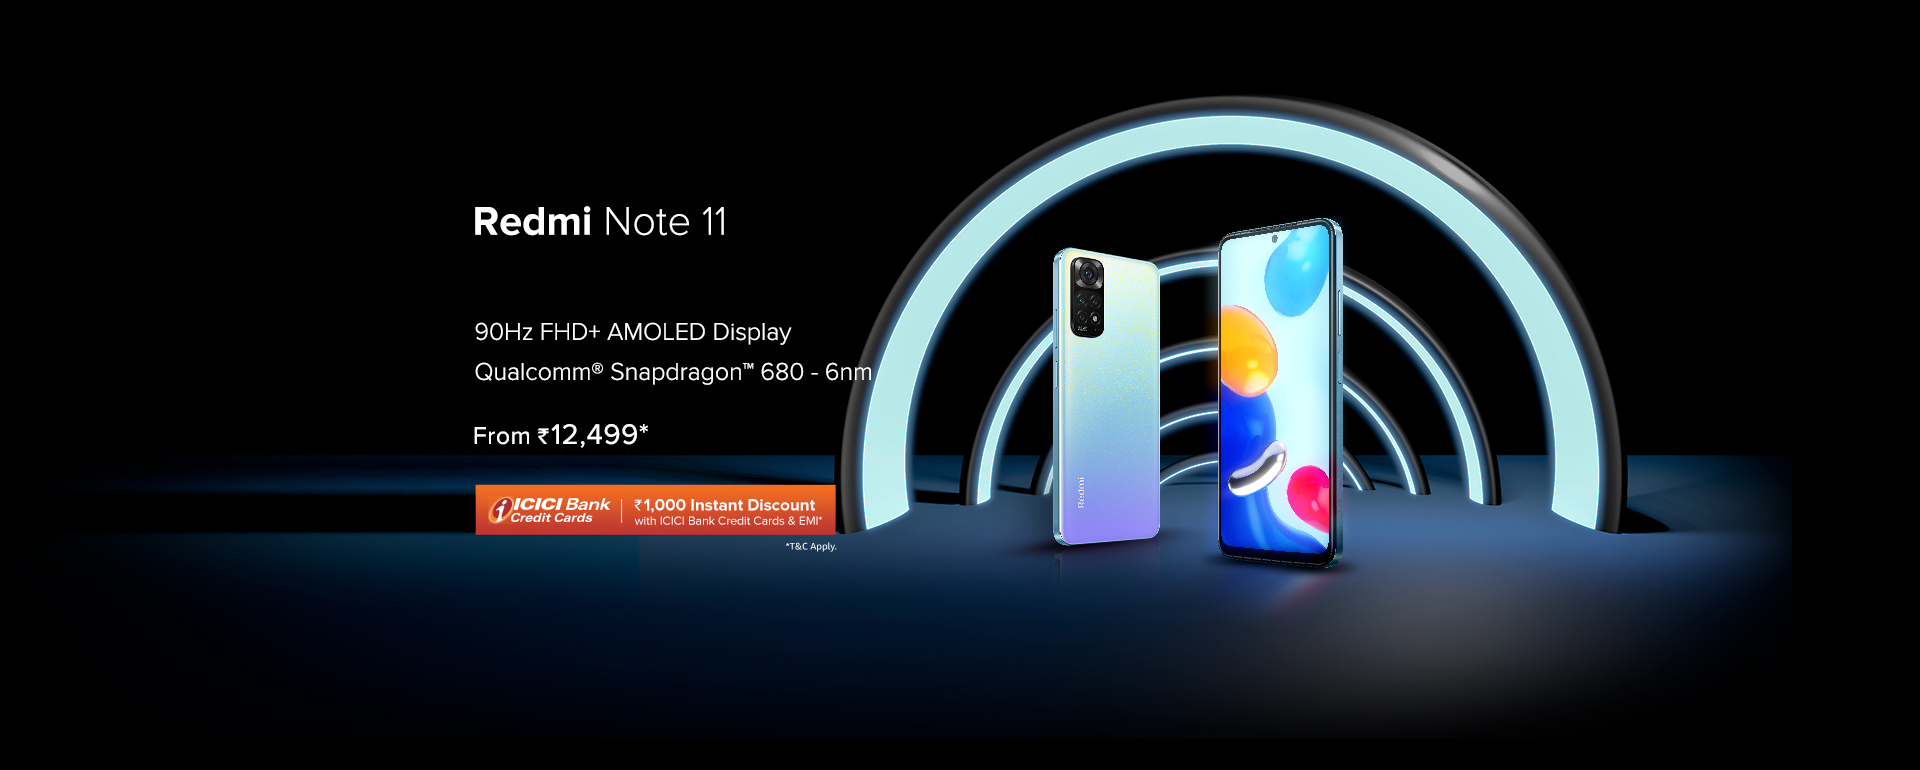 Redmi Note 11
90Hz FHD+ AMOLED Display
Qualcomm® Snapdragon™ 680 - 6nm
From ₹12,499*
ICICI Bank
Credit Cards
₹1,000 Instant Discount
with ICICI Bank Credit Cards & EMI*
*T&C Apply.
Redmi